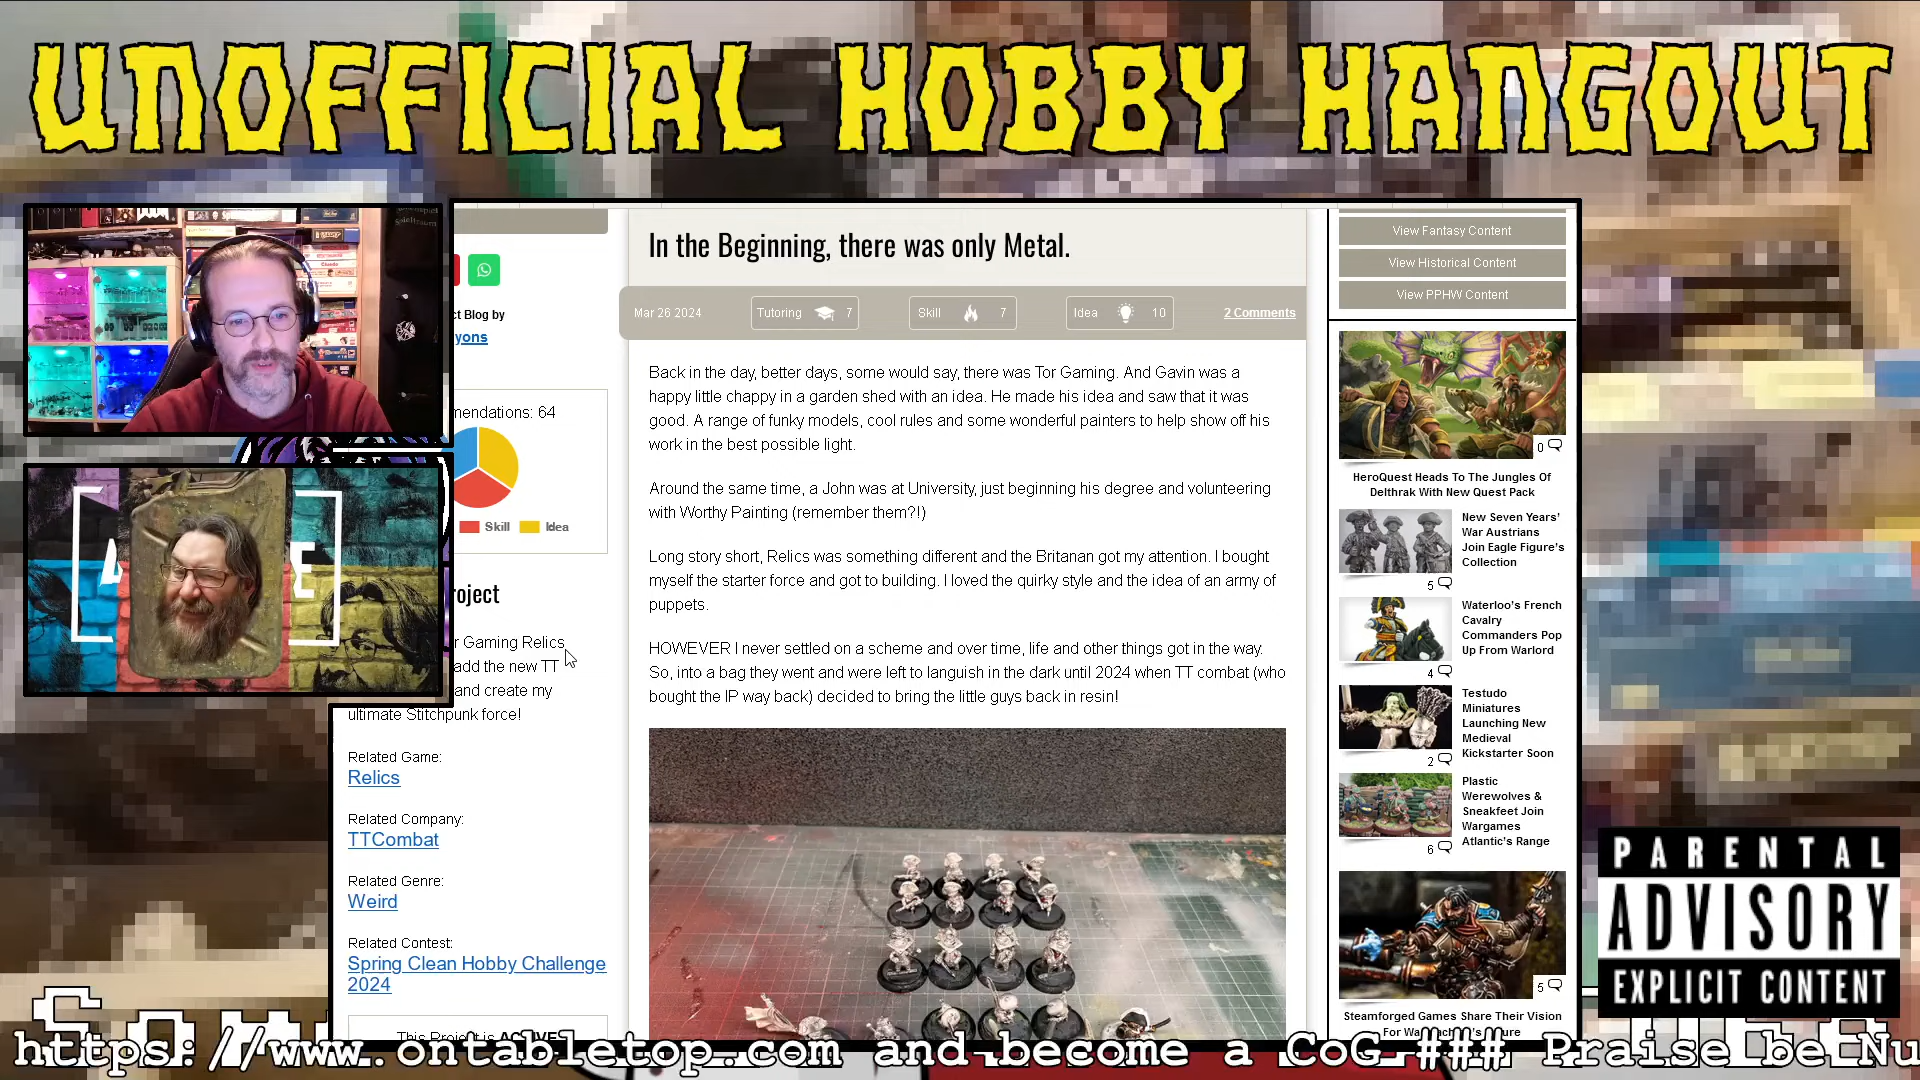 UNOFFICIAL HOBBY HANGOUT
In the Beginning, there was only Metal.
Mar 26 2024
Tutoring 7
Skill 7
Idea 10
2 Comments
Back in the day, better days, some would say, there was Tor Gaming. And Gavin was a
happy little chappy in a garden shed with an idea. He made his idea and saw that it was
good. A range of funky models, cool rules and some wonderful painters to help show off his
work in the best possible light.
Around the same time, a John was at University, just beginning his degree and volunteering
with Worthy Painting (remember them?!)
Long story short, Relics was something different and the Britanan got my attention. I bought
myself the starter force and got to building. I loved the quirky style and the idea of an army of
puppets.
HOWEVER I never settled on a scheme and over time, life and other things got in the way.
So, into a bag they went and were left to languish in the dark until 2024 when TT combat (who
bought the IP way back) decided to bring the little guys back in resin!
ct Blog by
yons
mendations: 64
Skill
Idea
roject
r Gaming Relics
add the new TT
and create my
ultimate Stitchpunk force!
Related Game:
Relics
Related Company:
TTCombat
Related Genre:
Weird
Related Contest:
Spring Clean Hobby Challenge
2024
This Project is ACTIVE
View Fantasy Content
View Historical Content
View PPHW Content
0
HeroQuest Heads To The Jungles Of
Delthrak With New Quest Pack
New Seven Years'
War Austrians
Join Eagle Figure's
Collection
5
Waterloo's French
Cavalry
Commanders Pop
Up From Warlord
4
Testudo
Miniatures
Launching New
Medieval
Kickstarter Soon
2
Plastic
Werewolves &
Sneakfeet Join
Wargames
Atlantic's Range
6
5
Steamforged Games Share Their Vision
PARENTAL
ADVISORY
EXPLICIT CONTENT
https://www.ontabletop.com and become a CoG ### Praise be Nu